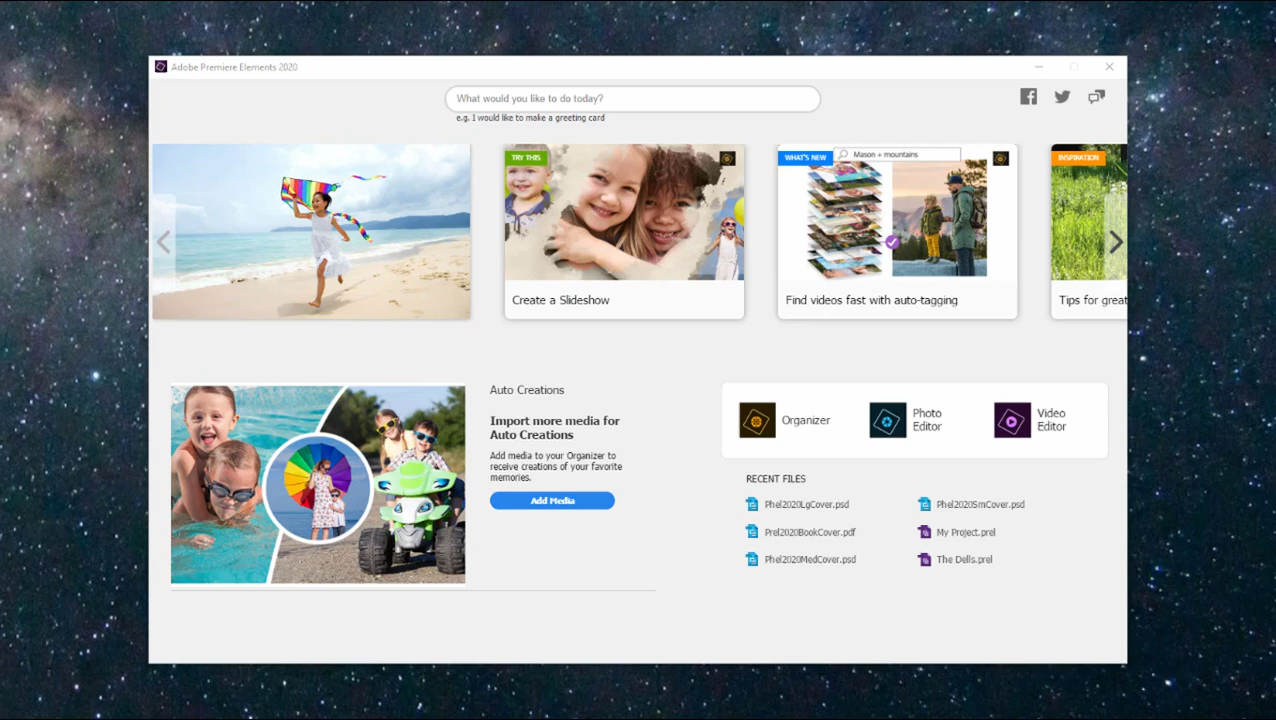 Adobe Premiere Elements 2020
What would you like to do today?
e.g. I would like to make a greeting card
TRY THIS
Create a Slideshow
WHAT'S NEW
Mason + mountains
Find videos fast with auto-tagging
INSPIRATION
Tips for great
Auto Creations
Import more media for
Auto Creations
Add media to your Organizer to
receive creations of your favorite
memories.
Add Media
Organizer
Photo
Editor
Video
Editor
RECENT FILES
Phel2020LgCover.psd
Phel2020SmCover.psd
Prel2020BookCover.pdf
My Project.prel
Phel2020MedCover.psd
The Dells.prel